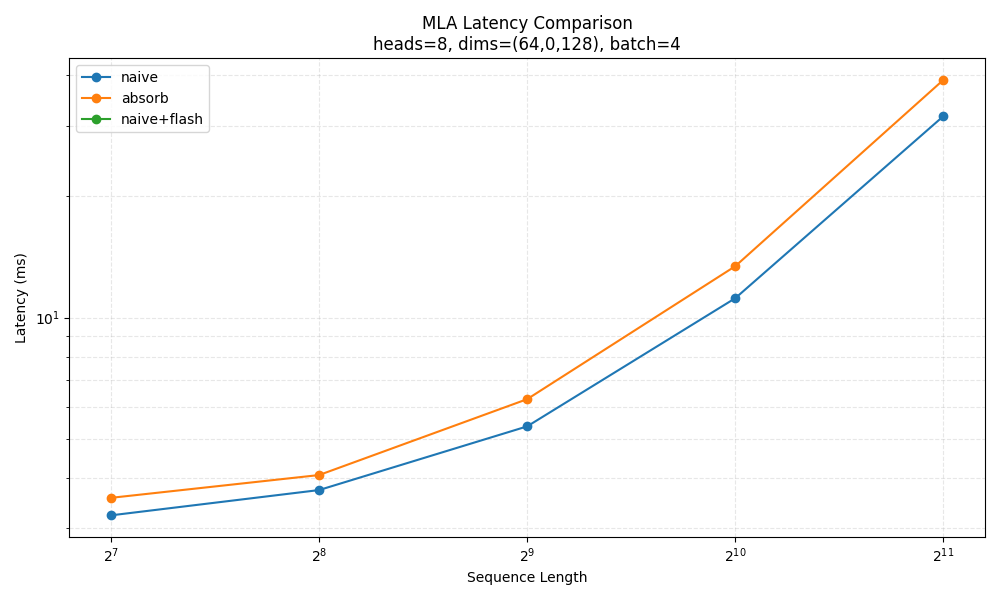 MLA Latency Comparison
heads=8, dims=(64,0,128), batch=4
naive
absorb
naive+flash
Latency (ms)
10¹
2⁷
2⁸
2⁹
2¹⁰
2¹¹
Sequence Length